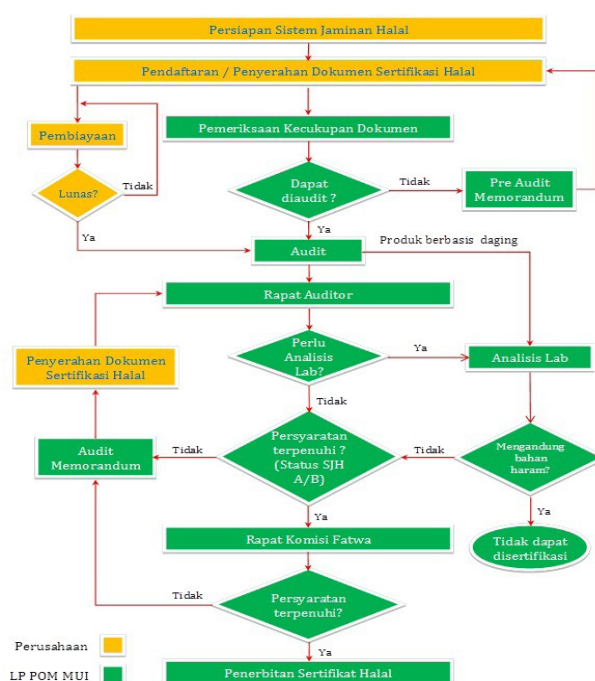 Persiapan Sistem Jaminan Halal
Pendaftaran / Penyerahan Dokumen Sertifikasi Halal
Pembiayaan
Pemeriksaan Kecukupan Dokumen
Lunas?
Tidak
Dapat
diaudit ?
Tidak
Pre Audit
Memorandum
Ya
Ya
Audit
Produk berbasis daging
Rapat Auditor
Penyerahan Dokumen
Sertifikasi Halal
Perlu
Analisis
Lab?
Ya
Analisis Lab
Tidak
Audit
Memorandum
Tidak
Persyaratan
terpenuhi ?
(Status SJH
A/B)
Tidak
Mengandung
bahan
haram?
Ya
Ya
Rapat Komisi Fatwa
Tidak dapat
disertifikasi
Tidak
Persyaratan
terpenuhi?
Ya
Perusahaan
LP POM MUI
Penerbitan Sertifikat Halal